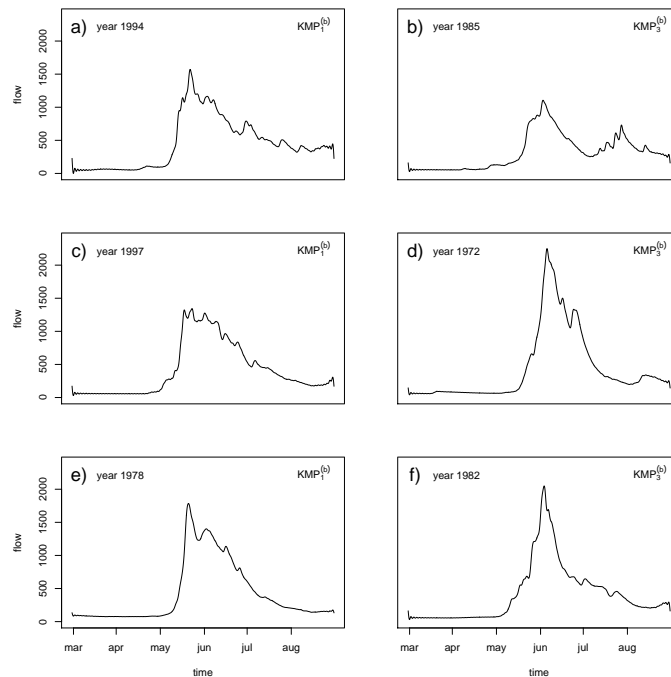 a) year 1994 KMP₁⁽ᵇ⁾
flow
0 500 1000 1500 2000
b) year 1985 KMP₃⁽ᵇ⁾
c) year 1997 KMP₁⁽ᵇ⁾
flow
0 500 1000 1500 2000
d) year 1972 KMP₃⁽ᵇ⁾
e) year 1978 KMP₁⁽ᵇ⁾
flow
0 500 1000 1500 2000
mar apr may jun jul aug
time
f) year 1982 KMP₃⁽ᵇ⁾
mar apr may jun jul aug
time